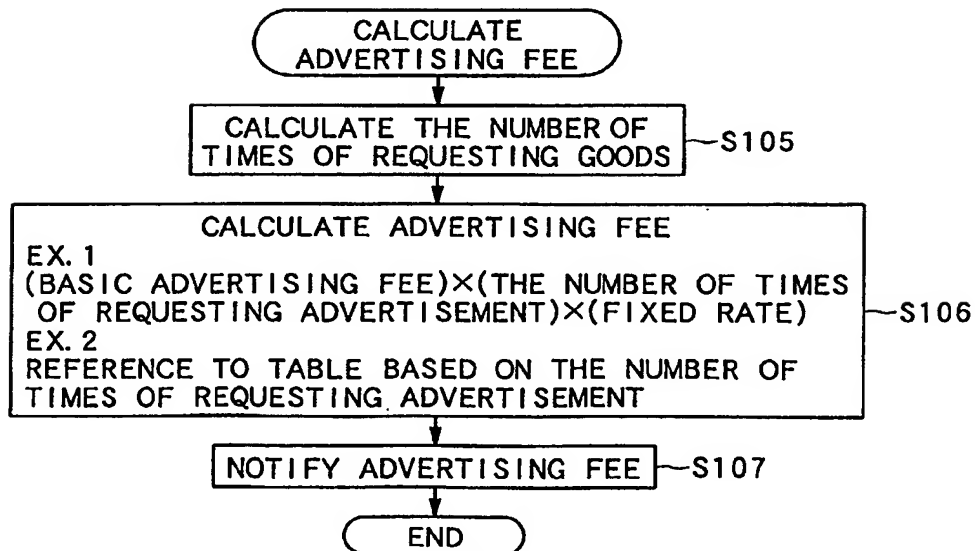 CALCULATE
ADVERTISING FEE
CALCULATE THE NUMBER OF
TIMES OF REQUESTING GOODS
S105
CALCULATE ADVERTISING FEE
EX. 1
(BASIC ADVERTISING FEE)×(THE NUMBER OF TIMES
OF REQUESTING ADVERTISEMENT)×(FIXED RATE)
S106
EX. 2
REFERENCE TO TABLE BASED ON THE NUMBER OF
TIMES OF REQUESTING ADVERTISEMENT
NOTIFY ADVERTISING FEE
S107
END